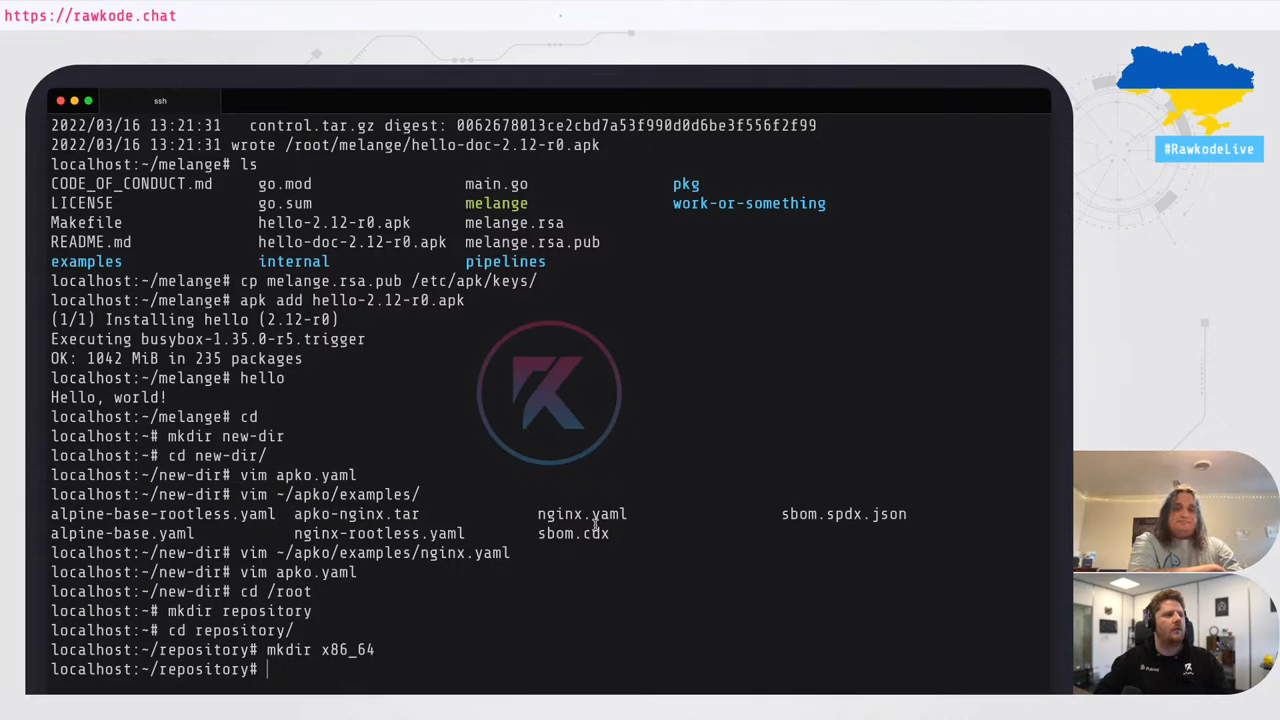 https://rawkode.chat
#RawkodeLive
ssh
2022/03/16 13:21:31   control.tar.gz digest: 0062678013ce2cbd7a53f990d0d6be3f556f2f99
2022/03/16 13:21:31 wrote /root/melange/hello-doc-2.12-r0.apk
localhost:~/melange# ls
CODE_OF_CONDUCT.md   go.mod   main.go   pkg
LICENSE   go.sum   melange   work-or-something
Makefile   hello-2.12-r0.apk   melange.rsa
README.md   hello-doc-2.12-r0.apk   melange.rsa.pub
examples   internal   pipelines
localhost:~/melange# cp melange.rsa.pub /etc/apk/keys/
localhost:~/melange# apk add hello-2.12-r0.apk
(1/1) Installing hello (2.12-r0)
Executing busybox-1.35.0-r5.trigger
OK: 1042 MiB in 235 packages
localhost:~/melange# hello
Hello, world!
localhost:~/melange# cd
localhost:~# mkdir new-dir
localhost:~# cd new-dir/
localhost:~/new-dir# vim apko.yaml
localhost:~/new-dir# vim ~/apko/examples/
alpine-base-rootless.yaml   apko-nginx.tar   nginx.yaml   sbom.spdx.json
alpine-base.yaml   nginx-rootless.yaml   sbom.cdx
localhost:~/new-dir# vim ~/apko/examples/nginx.yaml
localhost:~/new-dir# vim apko.yaml
localhost:~/new-dir# cd /root
localhost:~# mkdir repository
localhost:~# cd repository/
localhost:~/repository# mkdir x86_64
localhost:~/repository#